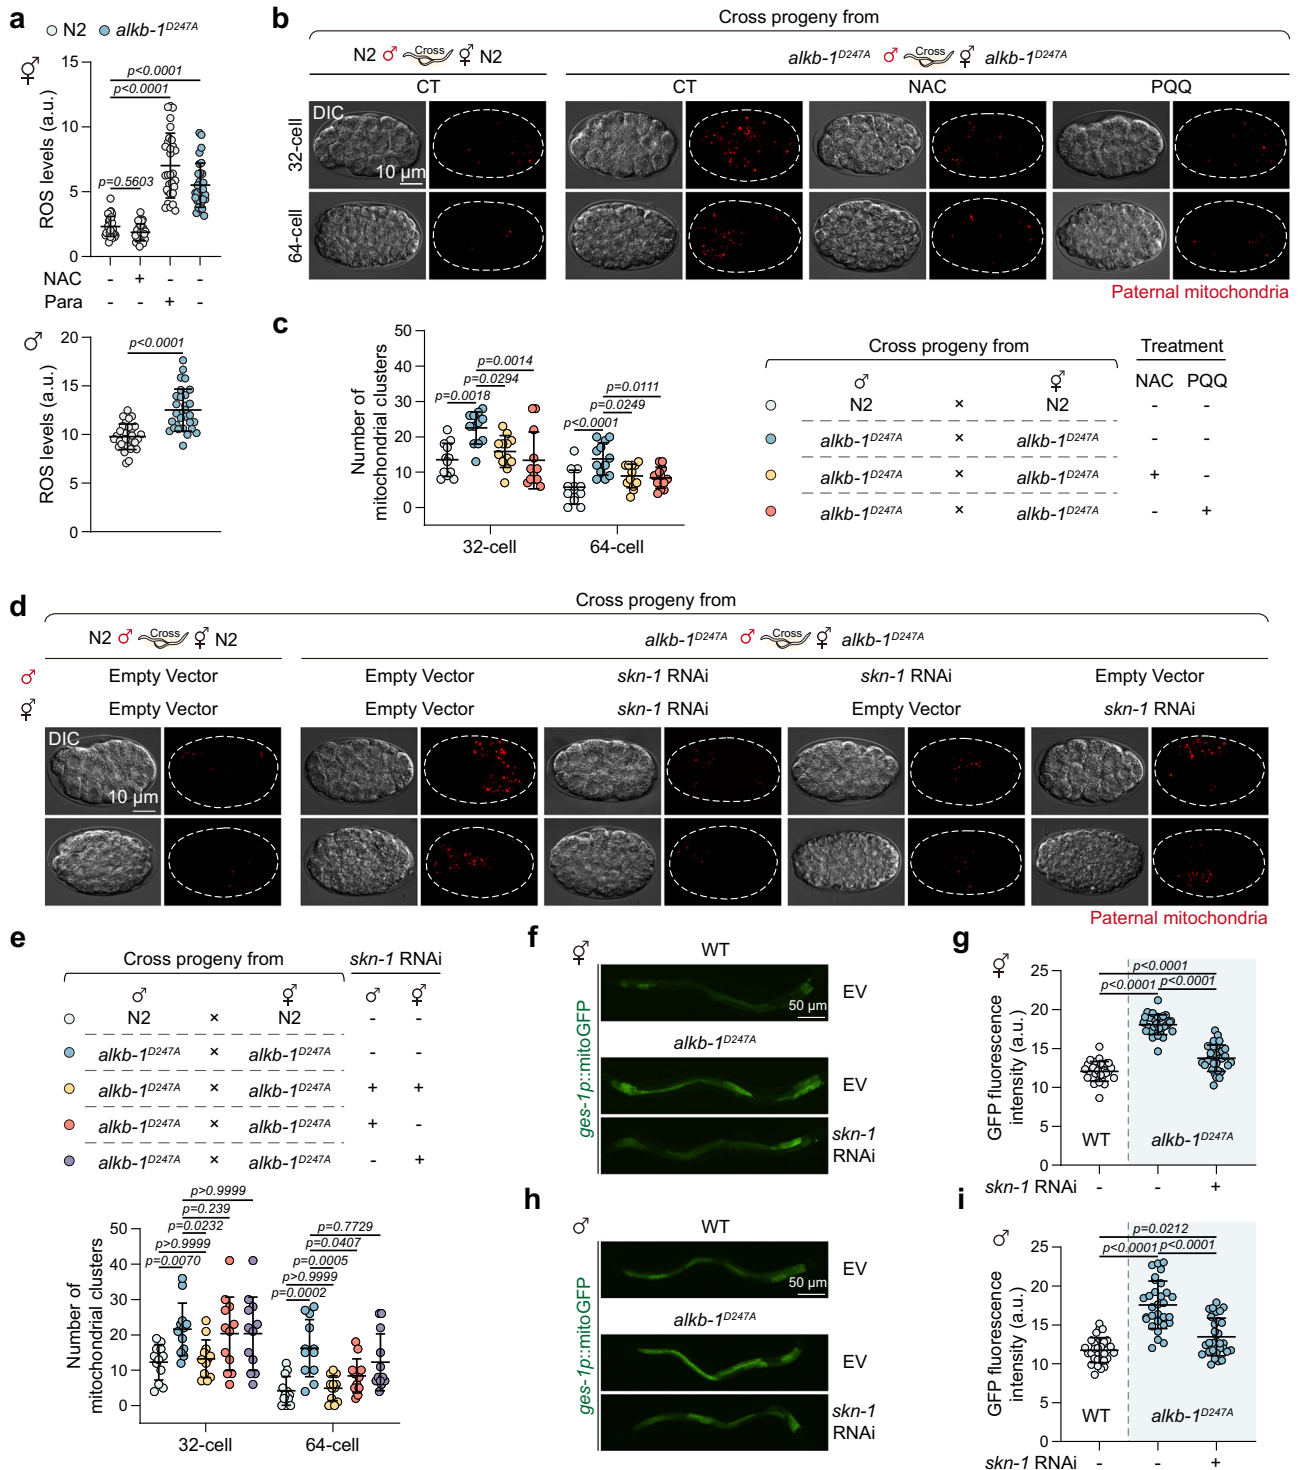 a
N2 alkb-1D247A
⚥
ROS levels (a.u.)
15
10
5
0
p<0.0001
p<0.0001
p=0.5603
NAC - + - -
Para - - + -
♂
ROS levels (a.u.)
20
15
10
5
0
p<0.0001
b
Cross progeny from
N2 ♂ Cross ⚥ N2
alkb-1D247A ♂ Cross ⚥ alkb-1D247A
CT CT NAC PQQ
32-cell
DIC
10 µm
64-cell
Paternal mitochondria
c
Number of
mitochondrial clusters
50
40
30
20
10
0
p=0.0014
p=0.0294
p=0.0018
p=0.0111
p=0.0249
p<0.0001
32-cell 64-cell
Cross progeny from Treatment
♂ ⚥ NAC PQQ
N2 × N2 - -
alkb-1D247A × alkb-1D247A - -
alkb-1D247A × alkb-1D247A + -
alkb-1D247A × alkb-1D247A - +
d
Cross progeny from
N2 ♂ Cross ⚥ N2
alkb-1D247A ♂ Cross ⚥ alkb-1D247A
♂ Empty Vector Empty Vector skn-1 RNAi skn-1 RNAi Empty Vector
⚥ Empty Vector Empty Vector skn-1 RNAi Empty Vector skn-1 RNAi
DIC
10 µm
Paternal mitochondria
e
Cross progeny from skn-1 RNAi
♂ ⚥ ♂ ⚥
N2 × N2 - -
alkb-1D247A × alkb-1D247A - -
alkb-1D247A × alkb-1D247A + +
alkb-1D247A × alkb-1D247A + -
alkb-1D247A × alkb-1D247A - +
Number of
mitochondrial clusters
50
40
30
20
10
0
p>0.9999
p=0.239
p=0.0232
p>0.9999
p=0.0070
p=0.7729
p=0.0407
p=0.0005
p>0.9999
p=0.0002
32-cell 64-cell
f
⚥
WT
ges-1p::mitoGFP
50 µm
EV
alkb-1D247A
EV
skn-1
RNAi
g
⚥
GFP fluorescence
intensity (a.u.)
25
20
15
10
5
0
p<0.0001
p<0.0001 p<0.0001
WT alkb-1D247A
skn-1 RNAi - - +
h
♂
WT
ges-1p::mitoGFP
50 µm
EV
alkb-1D247A
EV
skn-1
RNAi
i
♂
GFP fluorescence
intensity (a.u.)
25
20
15
10
5
0
p=0.0212
p<0.0001 p<0.0001
WT alkb-1D247A
skn-1 RNAi - - +